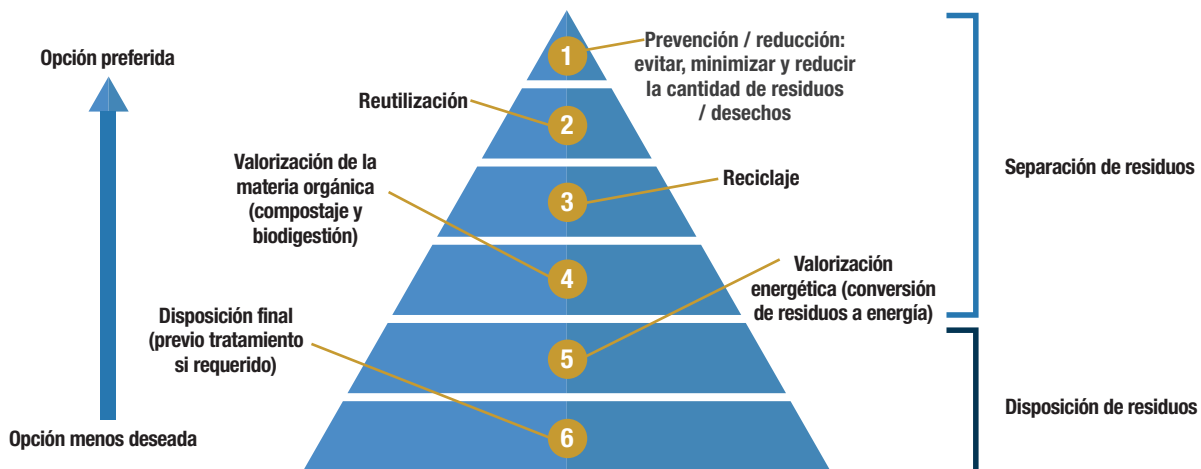 Opción preferida
Opción menos deseada
1
Prevención / reducción:
evitar, minimizar y reducir
la cantidad de residuos
/ desechos
Reutilización
2
Valorización de la
materia orgánica
(compostaje y
biodigestión)
3
Reciclaje
4
Valorización
energética (conversión
de residuos a energía)
Disposición final
(previo tratamiento
si requerido)
5
6
Separación de residuos
Disposición de residuos